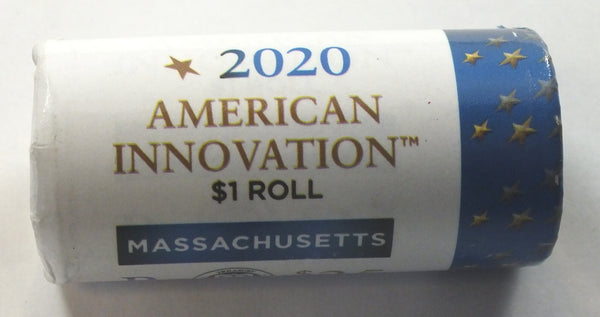 2020
AMERICAN
INNOVATION™
$1 ROLL
MASSACHUSETTS